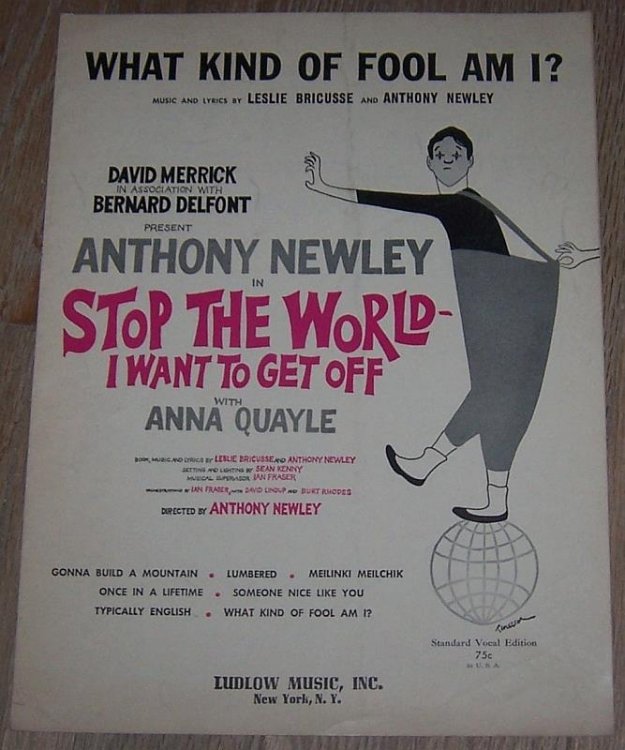 WHAT KIND OF FOOL AM I?
MUSIC AND LYRICS BY LESLIE BRICUSSE AND ANTHONY NEWLEY
DAVID MERRICK
IN ASSOCIATION WITH
BERNARD DELFONT
PRESENT
ANTHONY NEWLEY
IN
STOP THE WORLD-
I WANT TO GET OFF
WITH
ANNA QUAYLE
BOOK, MUSIC AND LYRICS BY LESLIE BRICUSSE AND ANTHONY NEWLEY
SETTING AND LIGHTING BY SEAN KENNY
MUSICAL SUPERVISOR IAN FRASER
ORCHESTRATIONS BY IAN FRASER, WITH DAVID LINDUP AND BURT RHODES
DIRECTED BY ANTHONY NEWLEY
GONNA BUILD A MOUNTAIN • LUMBERED • MEILINKI MEILCHIK
ONCE IN A LIFETIME • SOMEONE NICE LIKE YOU
TYPICALLY ENGLISH • WHAT KIND OF FOOL AM I?
Standard Vocal Edition
75c
in U. S. A.
LUDLOW MUSIC, INC.
New York, N. Y.